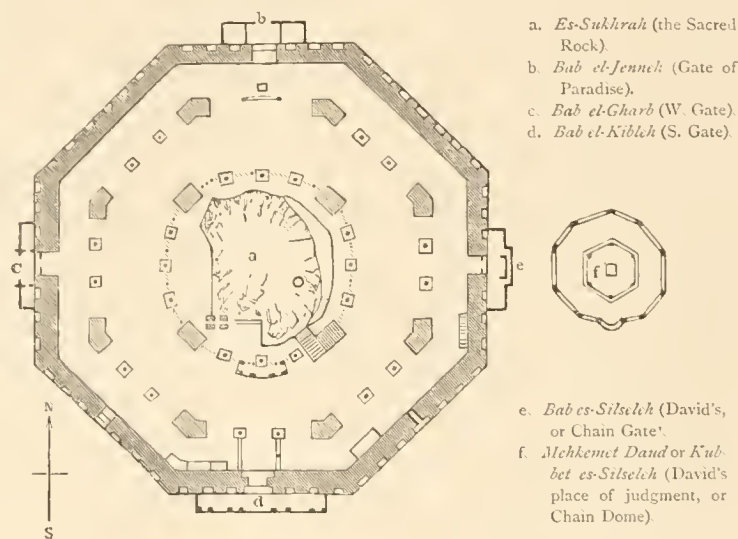 b
a. Es-Sukhrah (the Sacred
Rock).
b. Bab el-Jenneh (Gate of
Paradise).
c. Bab el-Gharb (W. Gate).
d. Bab el-Kibleh (S. Gate).
a
c
e
f
N
S
d
e. Bab es-Silseleh (David's,
or Chain Gate).
f. Mehkemet Daud or Kub-
bet es-Silseleh (David's
place of judgment, or
Chain Dome).